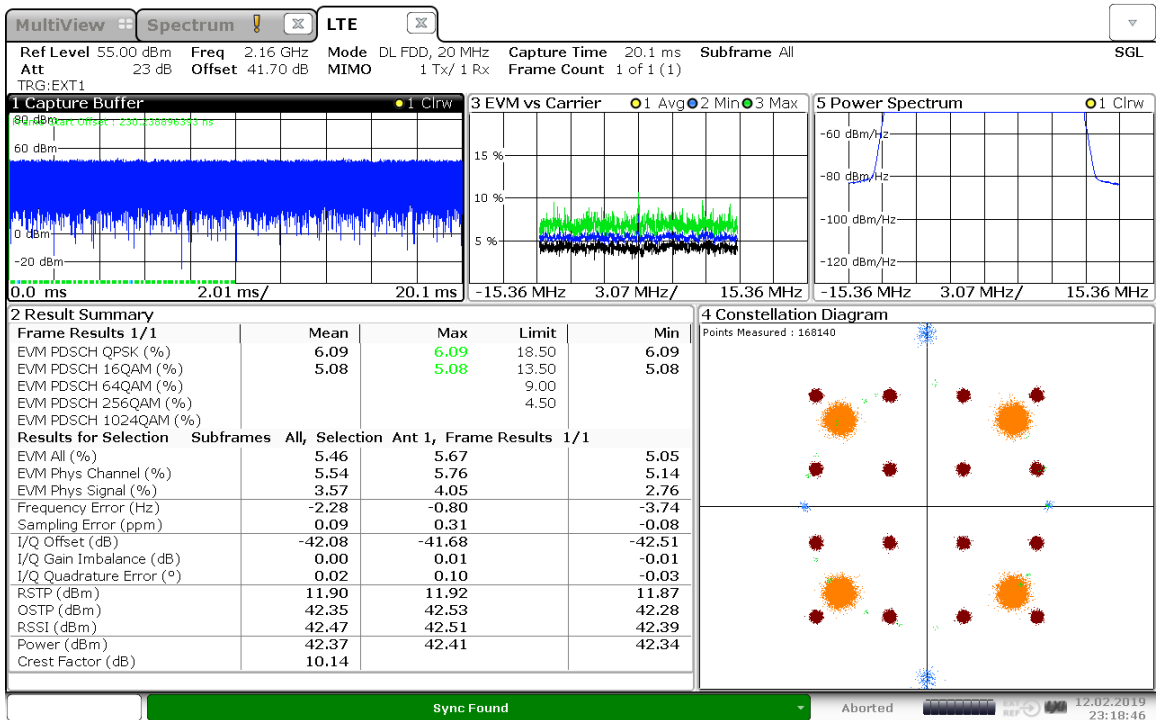 MultiView Spectrum ! LTE
Ref Level 55.00 dBm Freq 2.16 GHz Mode DL FDD, 20 MHz Capture Time 20.1 ms Subframe All SGL
Att 23 dB Offset 41.70 dB MIMO 1 Tx/ 1 Rx Frame Count 1 of 1 (1)
TRG:EXT1
1 Capture Buffer 1 Clrw
80 dBm
Frame Start Offset : 230.238896393 ns
60 dBm
0 dBm
-20 dBm
0.0 ms 2.01 ms/ 20.1 ms
3 EVM vs Carrier 1 Avg 2 Min 3 Max
15 %
10 %
5 %
-15.36 MHz 3.07 MHz/ 15.36 MHz
5 Power Spectrum 1 Clrw
-60 dBm/Hz
-80 dBm/Hz
-100 dBm/Hz
-120 dBm/Hz
-15.36 MHz 3.07 MHz/ 15.36 MHz
2 Result Summary
Frame Results 1/1 Mean Max Limit Min
EVM PDSCH QPSK (%) 6.09 6.09 18.50 6.09
EVM PDSCH 16QAM (%) 5.08 5.08 13.50 5.08
EVM PDSCH 64QAM (%) 9.00
EVM PDSCH 256QAM (%) 4.50
EVM PDSCH 1024QAM (%)
Results for Selection Subframes All, Selection Ant 1, Frame Results 1/1
EVM All (%) 5.46 5.67 5.05
EVM Phys Channel (%) 5.54 5.76 5.14
EVM Phys Signal (%) 3.57 4.05 2.76
Frequency Error (Hz) -2.28 -0.80 -3.74
Sampling Error (ppm) 0.09 0.31 -0.08
I/Q Offset (dB) -42.08 -41.68 -42.51
I/Q Gain Imbalance (dB) 0.00 0.01 -0.01
I/Q Quadrature Error (°) 0.02 0.10 -0.03
RSTP (dBm) 11.90 11.92 11.87
OSTP (dBm) 42.35 42.53 42.28
RSSI (dBm) 42.47 42.51 42.39
Power (dBm) 42.37 42.41 42.34
Crest Factor (dB) 10.14
4 Constellation Diagram
Points Measured : 168140
Sync Found
Aborted
EXT
REF
LXI
12.02.2019
23:18:46